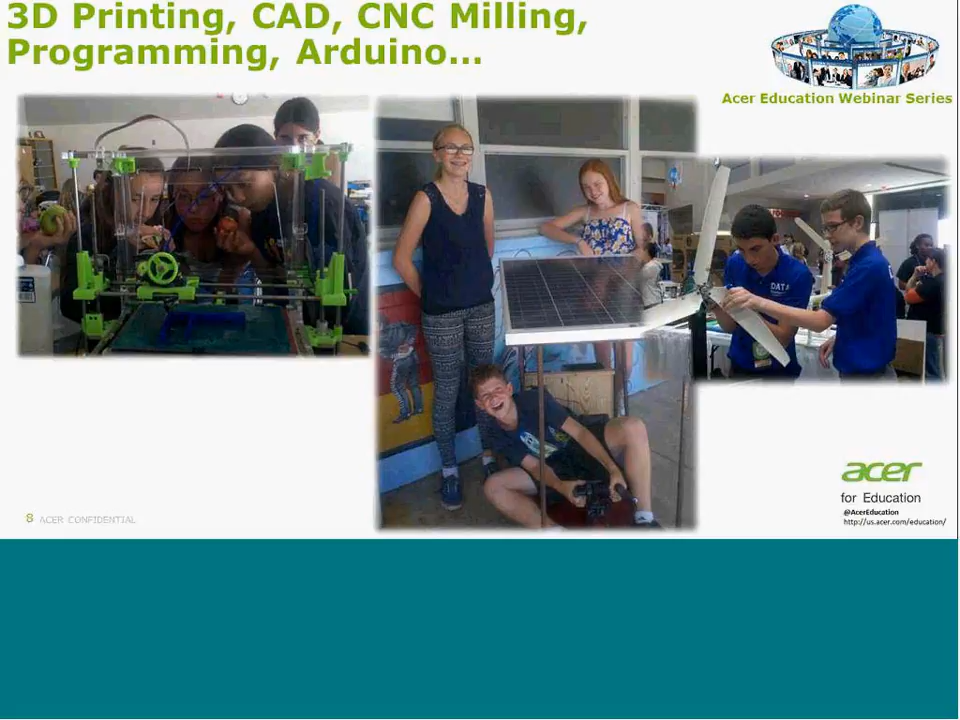 3D Printing, CAD, CNC Milling,
Programming, Arduino...
Acer Education Webinar Series
DATA
acer
for Education
@AcerEducation
http://us.acer.com/education/
8 ACER CONFIDENTIAL